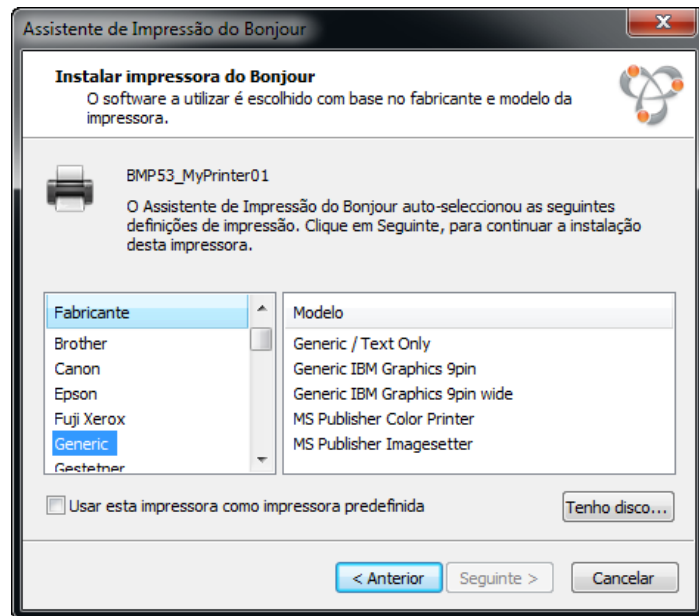 Assistente de Impressão do Bonjour
Instalar impressora do Bonjour
O software a utilizar é escolhido com base no fabricante e modelo da
impressora.
BMP53_MyPrinter01
O Assistente de Impressão do Bonjour auto-seleccionou as seguintes
definições de impressão. Clique em Seguinte, para continuar a instalação
desta impressora.
Fabricante
Brother
Canon
Epson
Fuji Xerox
Generic
Gestetner
Modelo
Generic / Text Only
Generic IBM Graphics 9pin
Generic IBM Graphics 9pin wide
MS Publisher Color Printer
MS Publisher Imagesetter
Usar esta impressora como impressora predefinida
Tenho disco...
< Anterior
Seguinte >
Cancelar